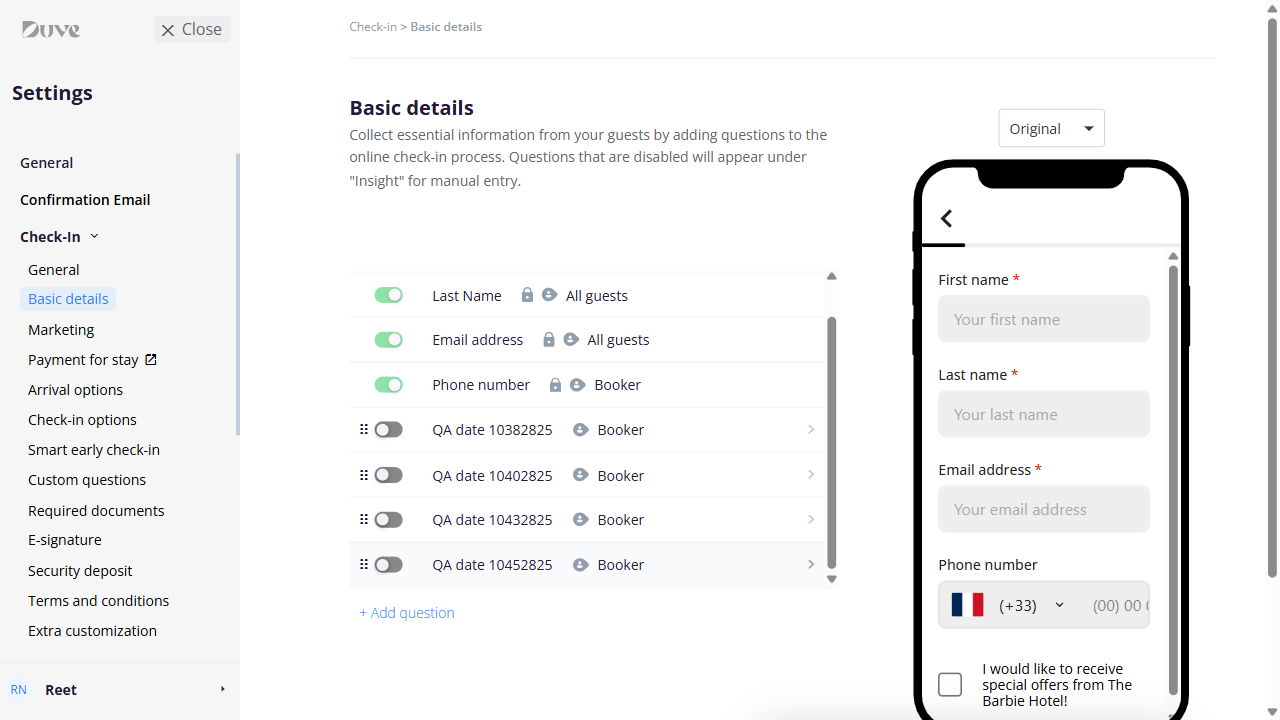 Duve
Close
Settings
General
Confirmation Email
Check-In
General
Basic details
Marketing
Payment for stay
Arrival options
Check-in options
Smart early check-in
Custom questions
Required documents
E-signature
Security deposit
Terms and conditions
Extra customization
RN Reet
Check-in > Basic details
Basic details
Collect essential information from your guests by adding questions to the
online check-in process. Questions that are disabled will appear under
"Insight" for manual entry.
Last Name All guests
Email address All guests
Phone number Booker
QA date 10382825 Booker
QA date 10402825 Booker
QA date 10432825 Booker
QA date 10452825 Booker
+ Add question
Original
First name *
Your first name
Last name *
Your last name
Email address *
Your email address
Phone number
(+33) (00) 00 (
I would like to receive
special offers from The
Barbie Hotel!